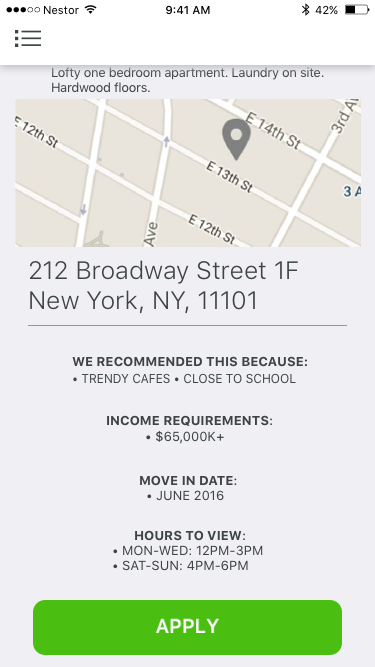 Nestor 9:41 AM 42%
Lofty one bedroom apartment. Laundry on site.
Hardwood floors.
E 12th St
E 14th St
3rd A
E 13th St
3 A
E 12th St
Ave
212 Broadway Street 1F
New York, NY, 11101
WE RECOMMENDED THIS BECAUSE:
• TRENDY CAFES • CLOSE TO SCHOOL
INCOME REQUIREMENTS:
• $65,000K+
MOVE IN DATE:
• JUNE 2016
HOURS TO VIEW:
• MON-WED: 12PM-3PM
• SAT-SUN: 4PM-6PM
APPLY